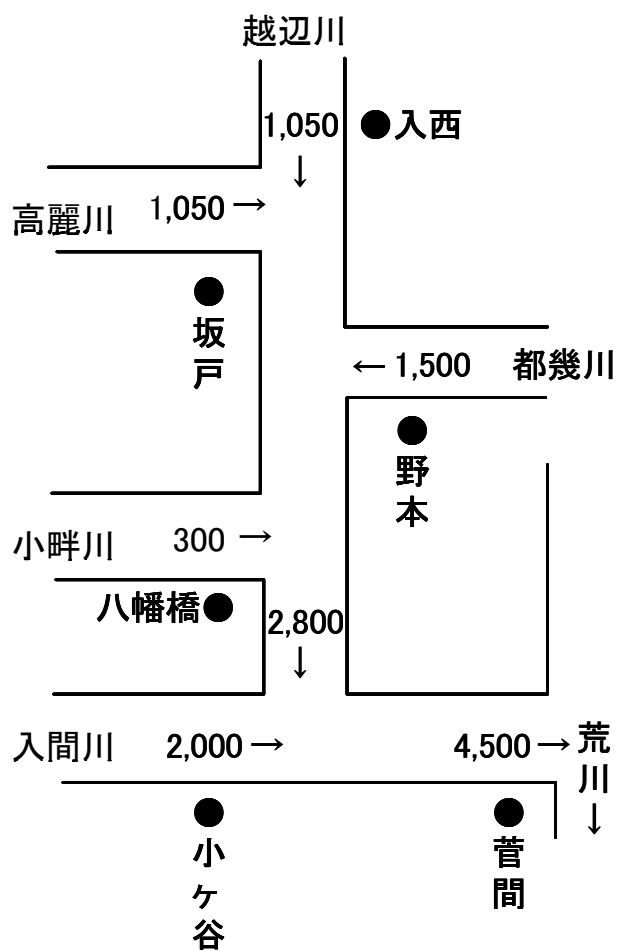 越辺川
1,050
↓
●入西
高麗川
1,050→
●坂戸
←1,500
都幾川
●野本
小畔川
300→
八幡橋●
2,800
↓
入間川
2,000→
4,500→
荒川
↓
●小ヶ谷
●菅間